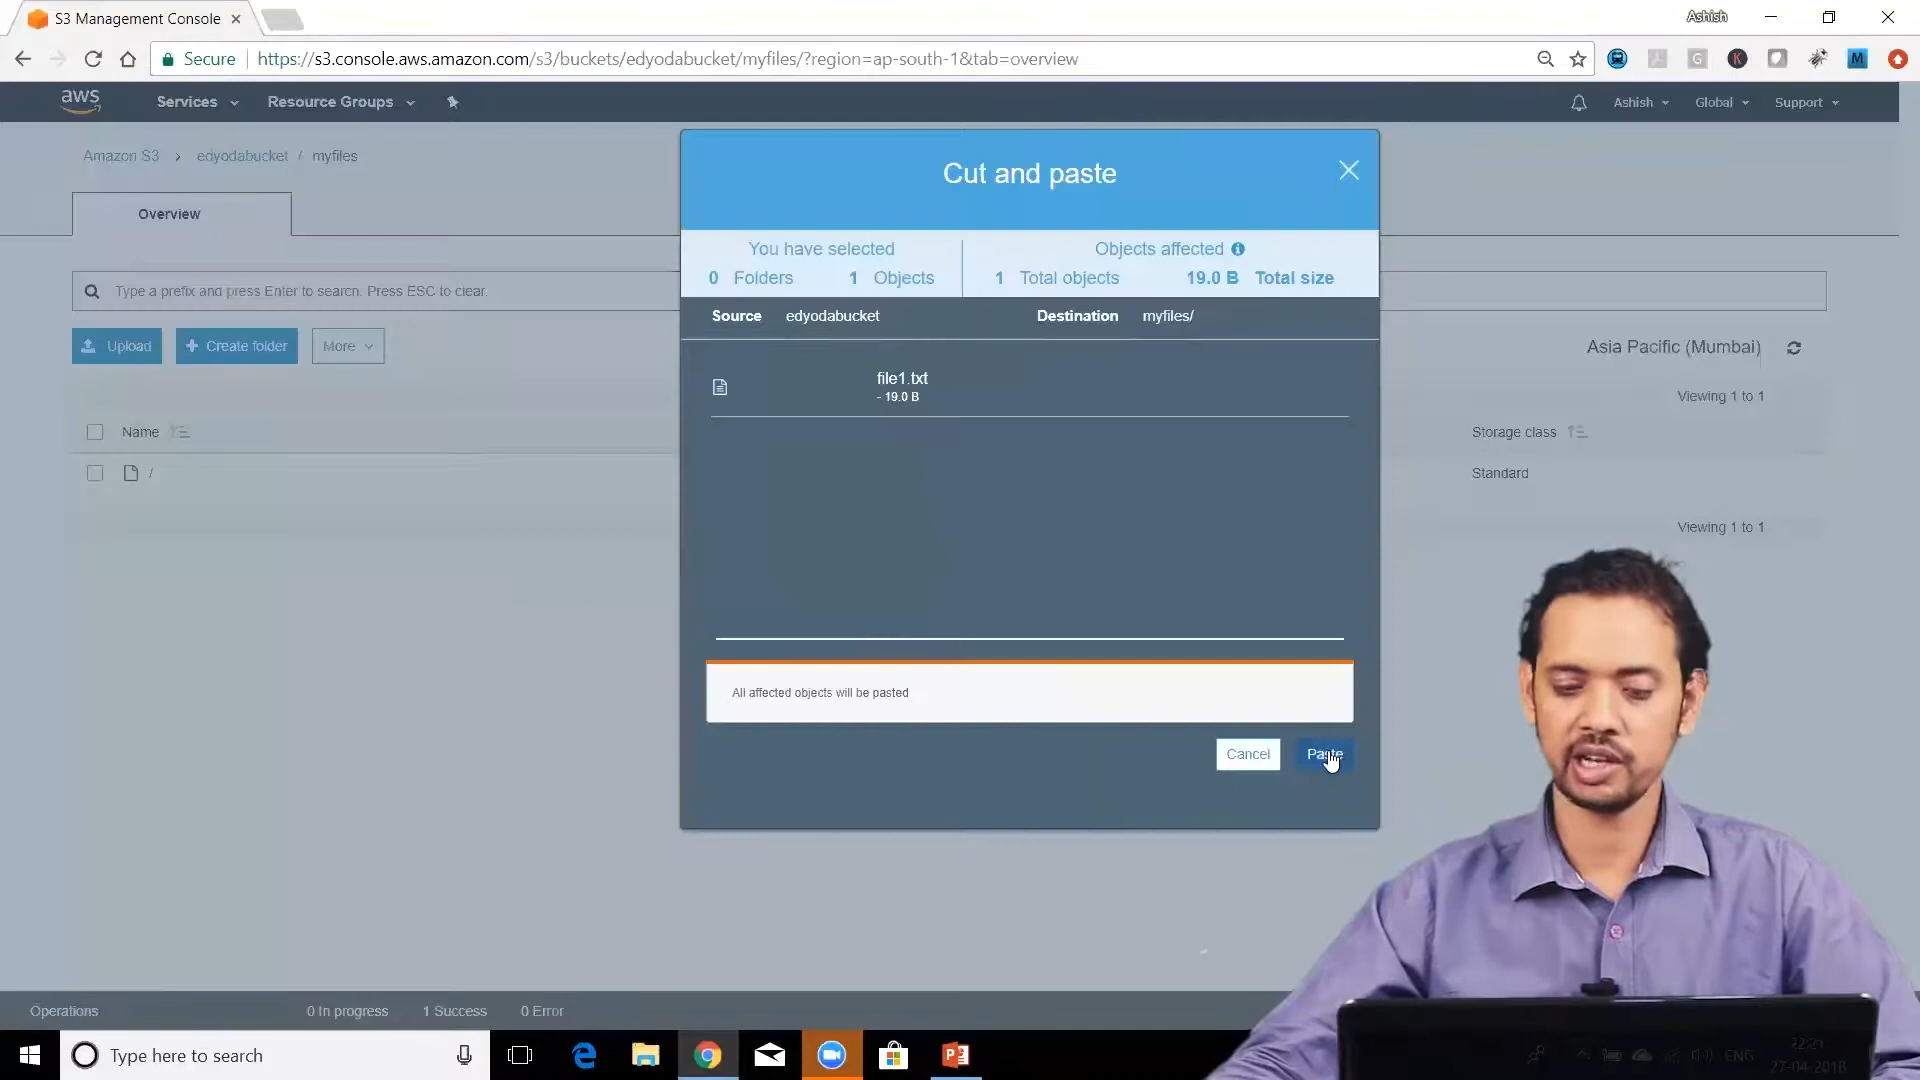 S3 Management Console
Ashish
Secure
https://s3.console.aws.amazon.com/s3/buckets/edyodabucket/myfiles/?region=ap-south-1&tab=overview
aws
Services
Resource Groups
Ashish
Global
Support
Amazon S3 > edyodabucket / myfiles
Overview
Cut and paste
You have selected
Objects affected
0 Folders
1 Objects
1 Total objects
19.0 B Total size
Source edyodabucket
Destination myfiles/
Type a prefix and press Enter to search. Press ESC to clear.
Upload
Create folder
More
Asia Pacific (Mumbai)
file1.txt
- 19.0 B
Viewing 1 to 1
Name
Storage class
/
Standard
Viewing 1 to 1
All affected objects will be pasted
Cancel
Paste
Operations
0 In progress
1 Success
0 Error
Type here to search
ENG
27-04-2018